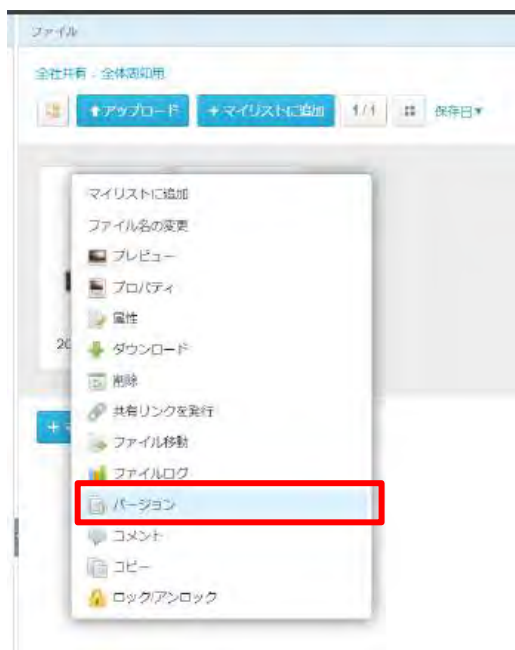 ファイル
全社共有 : 全体周知用
アップロード
+マイリストに追加
1/1
保存日▼
マイリストに追加
ファイル名の変更
プレビュー
プロパティ
属性
20
ダウンロード
削除
共有リンクを発行
ファイル移動
ファイルログ
バージョン
コメント
コピー
ロック/アンロック